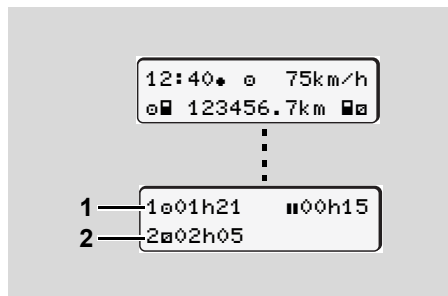 12:40● ⊙ 75km/h
⊙ 123456.7km
1 1⊙01h21 ⏸00h15
2 2⧄02h05